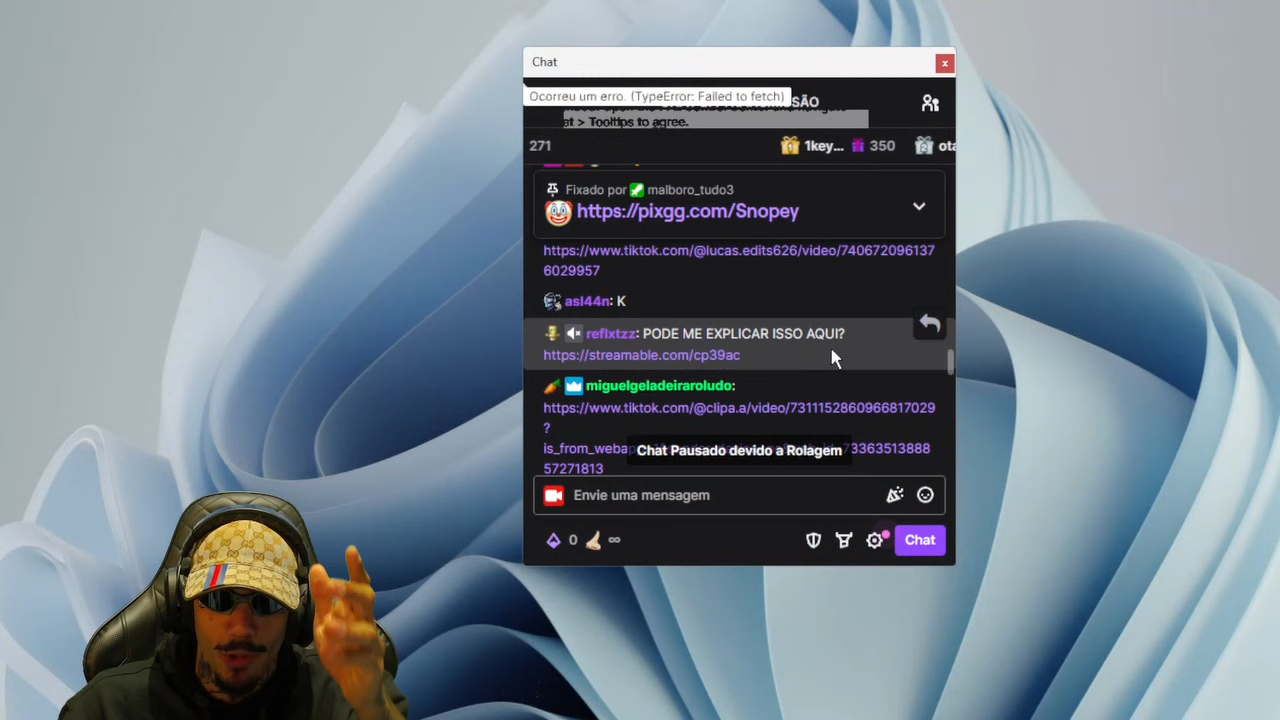 Chat
x
Ocorreu um erro. (TypeError: Failed to fetch)
SÃO
at > Tooltips to agree.
271
1key...
350
ota
Fixado por malboro_tudo3
https://pixgg.com/Snopey
https://www.tiktok.com/@lucas.edits626/video/740672096137
6029957
asl44n: K
reflxtzz: PODE ME EXPLICAR ISSO AQUI?
https://streamable.com/cp39ac
miguelgeladeiraroludo:
https://www.tiktok.com/@clipa.a/video/7311152860966817029
?
is_from_webap
73363513888
Chat Pausado devido a Rolagem
57271813
Envie uma mensagem
0
∞
Chat